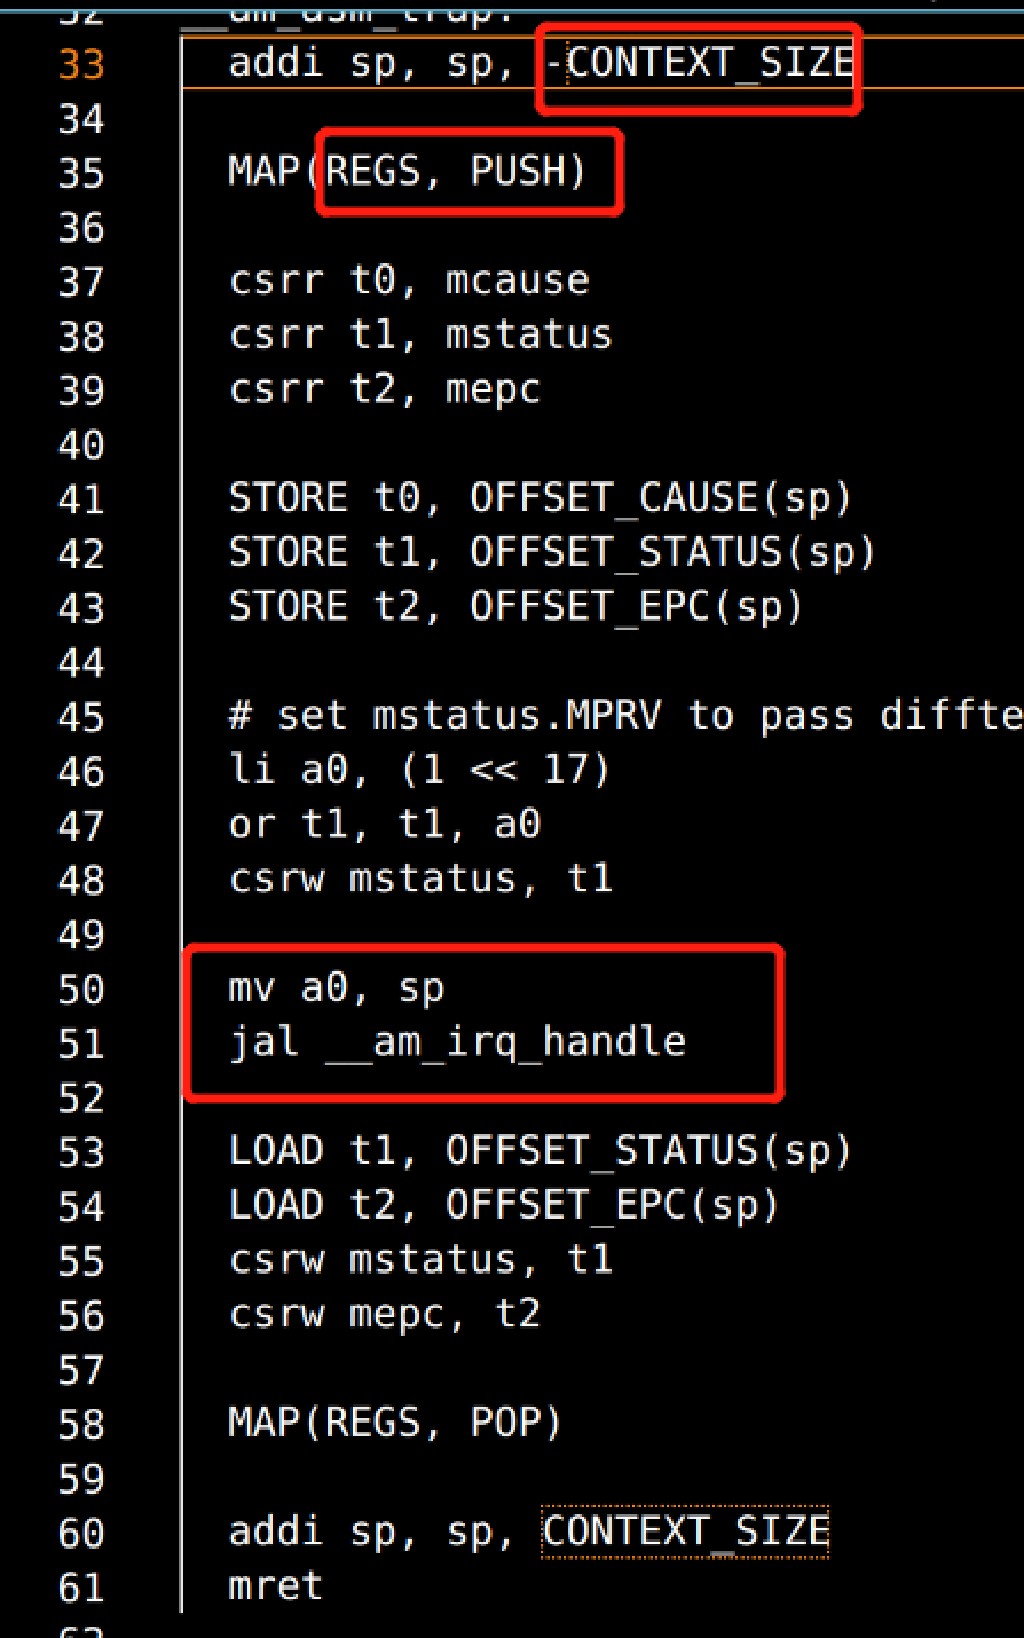 33 addi sp, sp, -CONTEXT_SIZE
34
35 MAP(REGS, PUSH)
36
37 csrr t0, mcause
38 csrr t1, mstatus
39 csrr t2, mepc
40
41 STORE t0, OFFSET_CAUSE(sp)
42 STORE t1, OFFSET_STATUS(sp)
43 STORE t2, OFFSET_EPC(sp)
44
45 # set mstatus.MPRV to pass diffte
46 li a0, (1 << 17)
47 or t1, t1, a0
48 csrw mstatus, t1
49
50 mv a0, sp
51 jal __am_irq_handle
52
53 LOAD t1, OFFSET_STATUS(sp)
54 LOAD t2, OFFSET_EPC(sp)
55 csrw mstatus, t1
56 csrw mepc, t2
57
58 MAP(REGS, POP)
59
60 addi sp, sp, CONTEXT_SIZE
61 mret